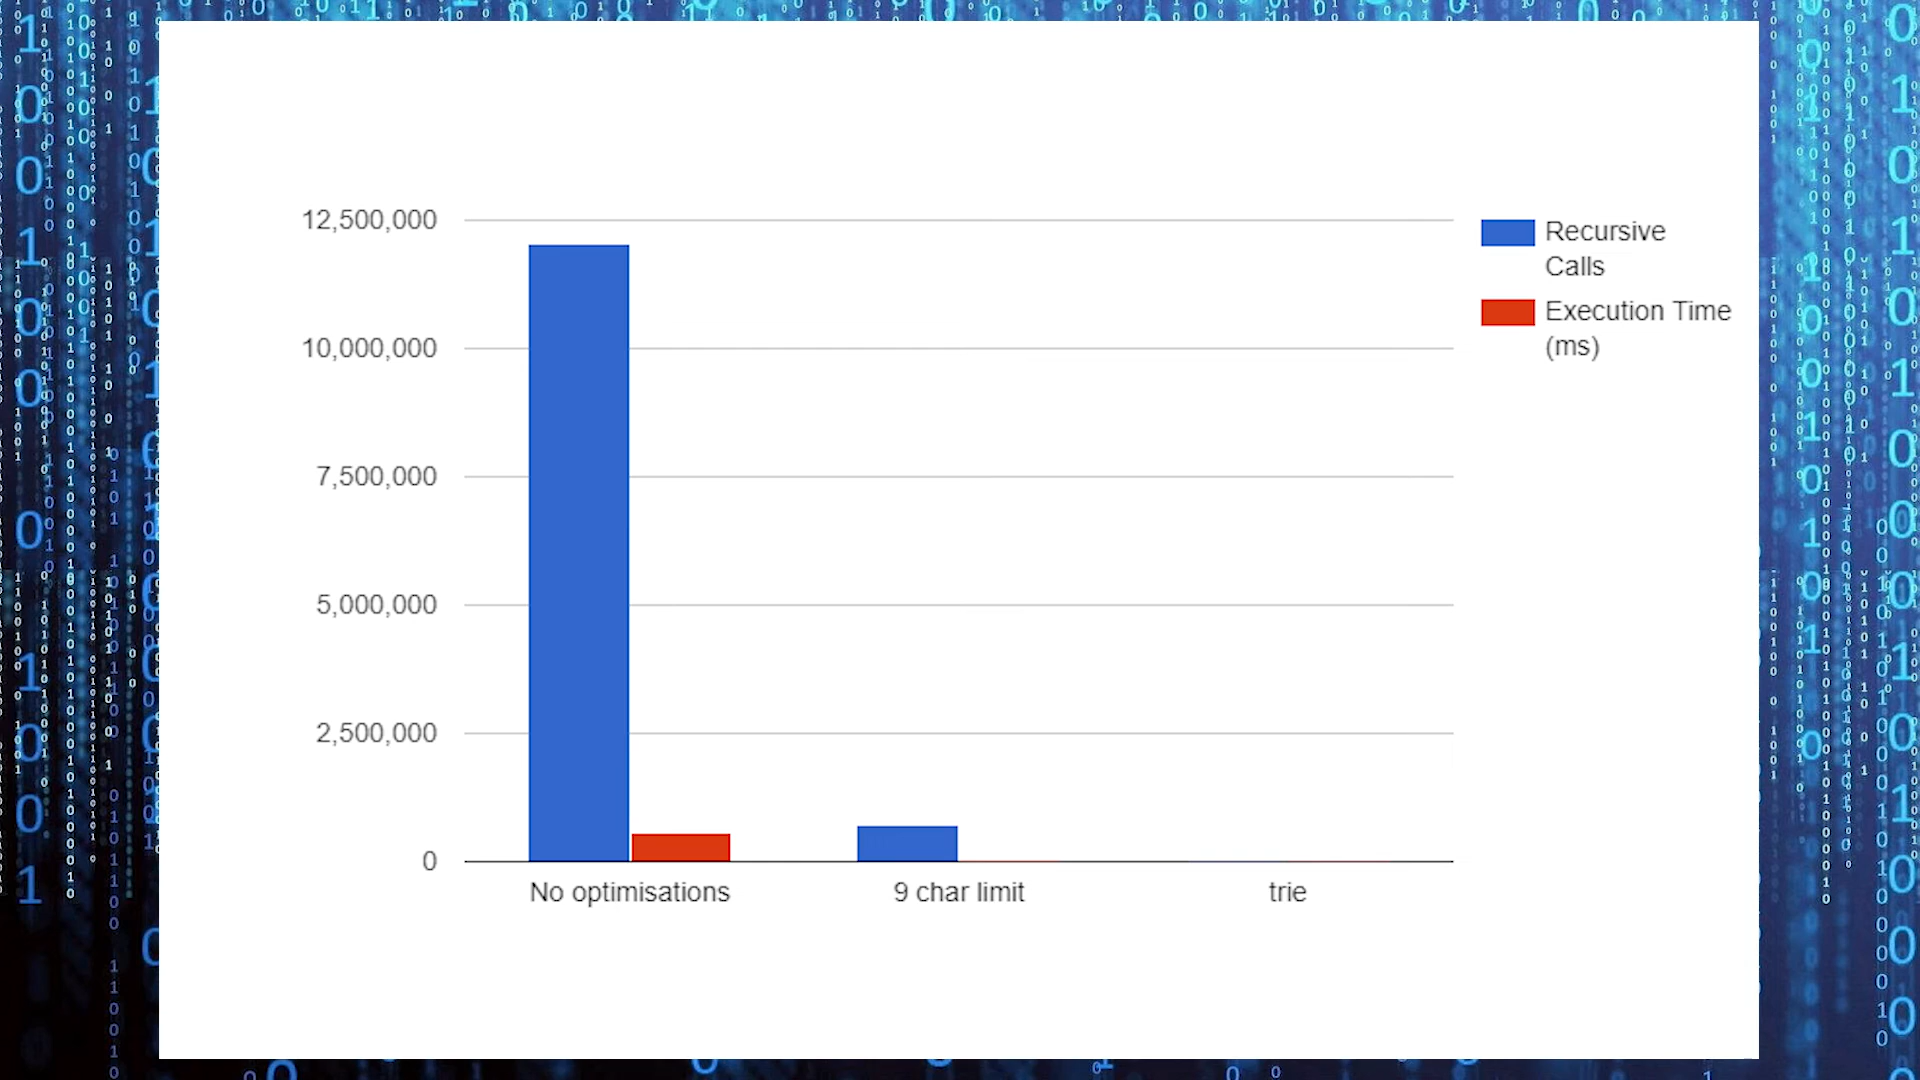 12,500,000
10,000,000
7,500,000
5,000,000
2,500,000
0
No optimisations
9 char limit
trie
Recursive
Calls
Execution Time
(ms)